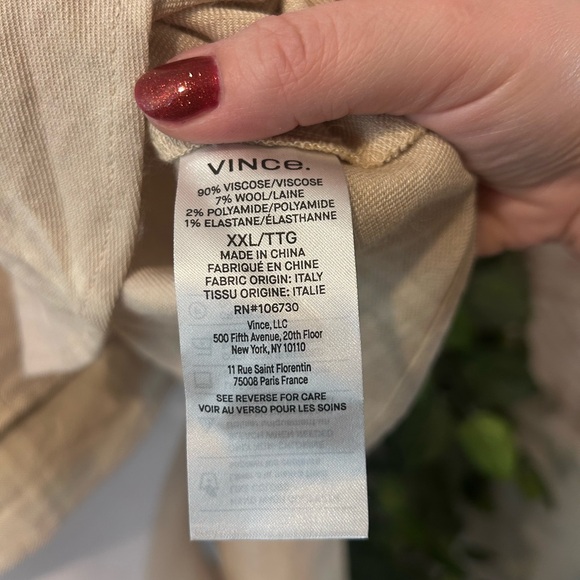 VINCE.
90% VISCOSE/VISCOSE
7% WOOL/LAINE
2% POLYAMIDE/POLYAMIDE
1% ELASTANE/ÉLASTHANNE
XXL/TTG
MADE IN CHINA
FABRIQUÉ EN CHINE
FABRIC ORIGIN: ITALY
TISSU ORIGINE: ITALIE
RN#106730
Vince, LLC
500 Fifth Avenue, 20th Floor
New York, NY 10110
11 Rue Saint Florentin
75008 Paris France
SEE REVERSE FOR CARE
VOIR AU VERSO POUR LES SOINS